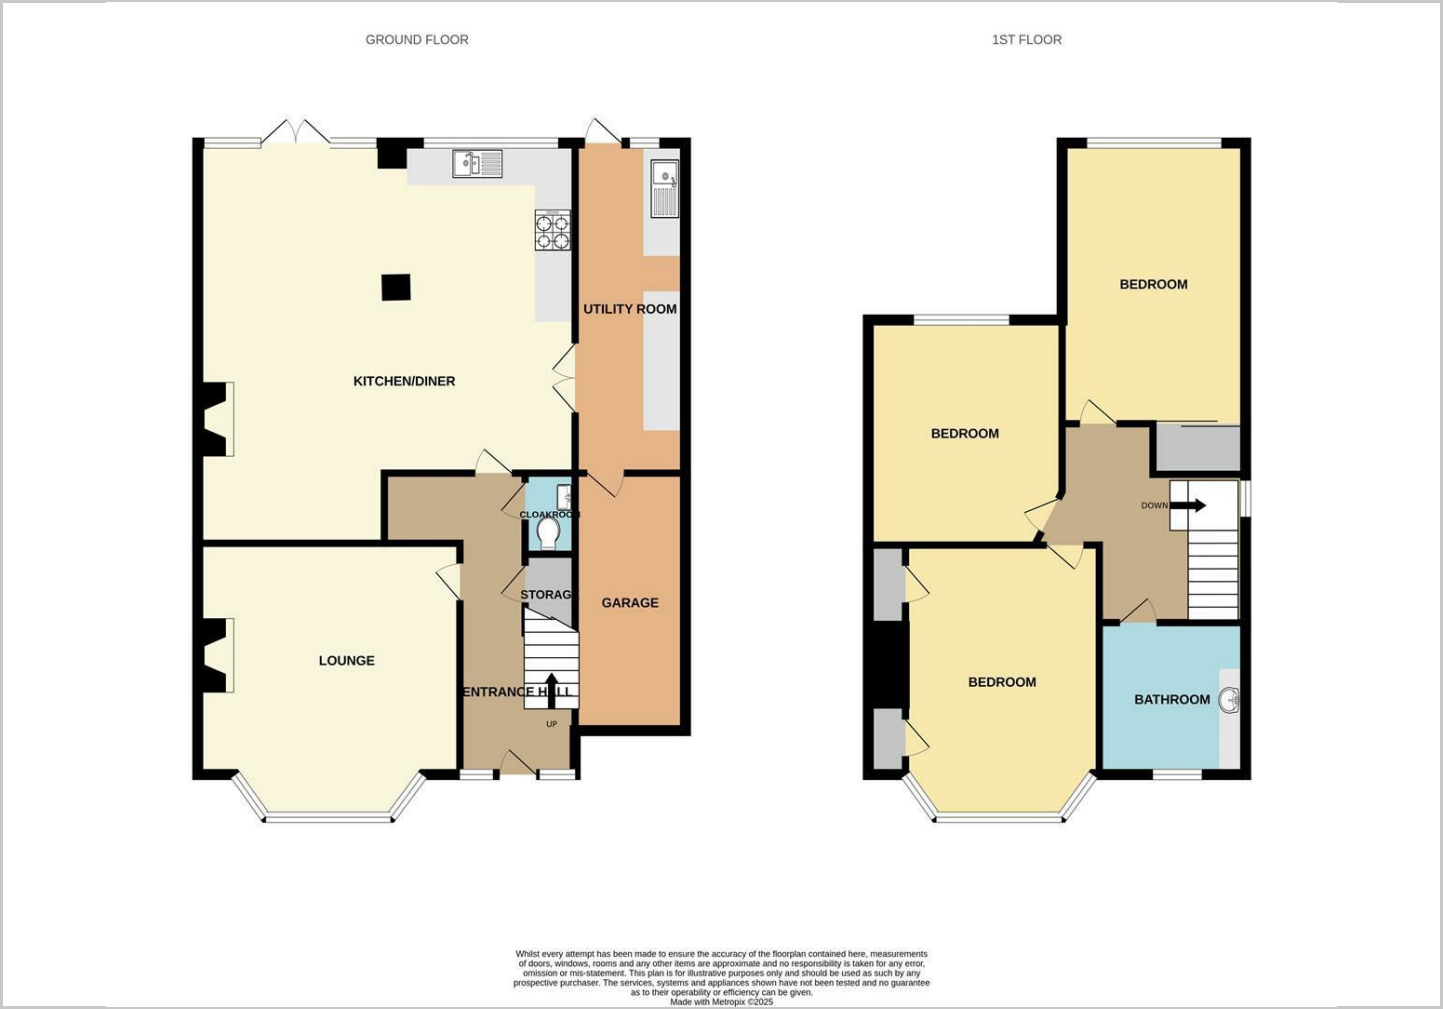 GROUND FLOOR
1ST FLOOR
UTILITY ROOM
KITCHEN/DINER
CLOAKROOM
STORAGE
GARAGE
LOUNGE
ENTRANCE HALL
UP
BEDROOM
BEDROOM
DOWN
BEDROOM
BATHROOM
Whilst every attempt has been made to ensure the accuracy of the floorplan contained here, measurements
of doors, windows, rooms and any other items are approximate and no responsibility is taken for any error,
omission or mis-statement. This plan is for illustrative purposes only and should be used as such by any
prospective purchaser. The services, systems and appliances shown have not been tested and no guarantee
as to their operability or efficiency can be given.
Made with Metropix ©2025